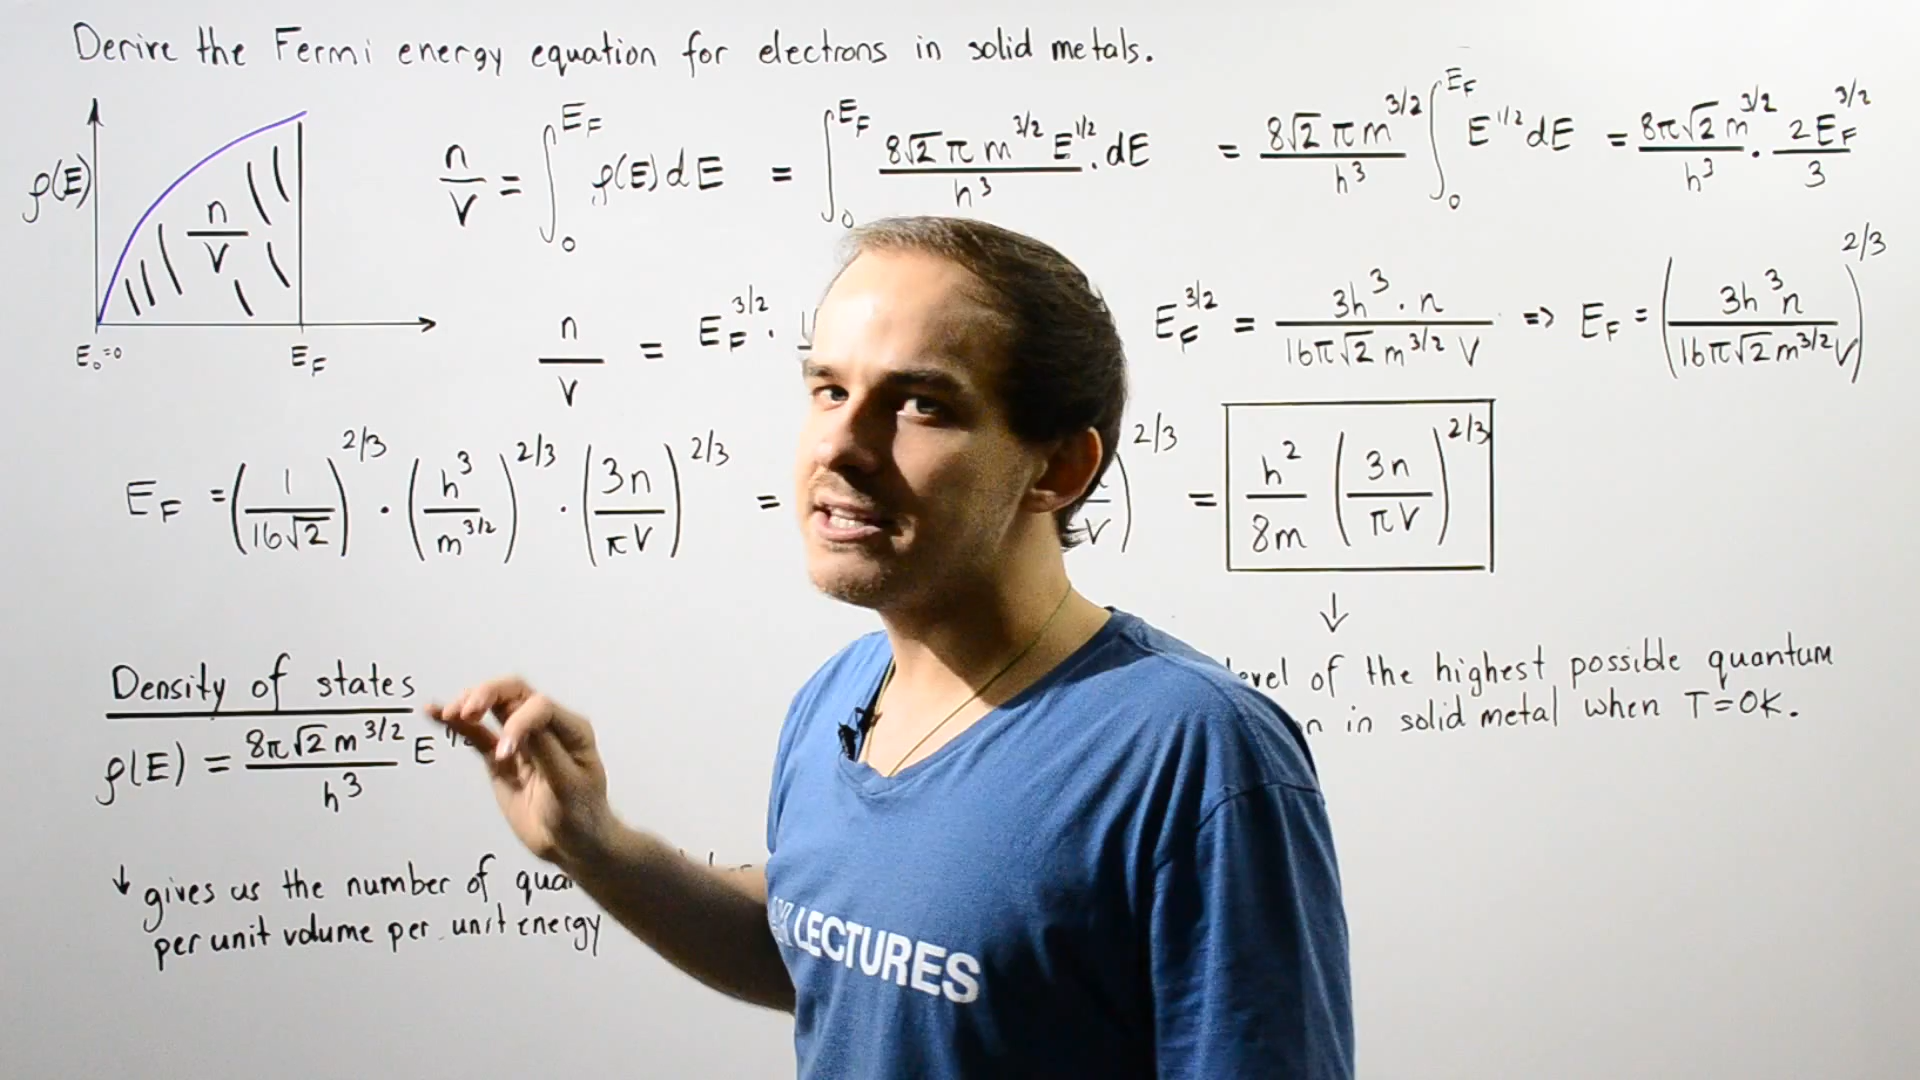 Derive the Fermi energy equation for electrons in solid metals.
ρ(E)
n/V
E₀=0
E_F
n/V = ∫₀^{E_F} ρ(E)dE = ∫₀^{E_F} 8√2 π m^{3/2} E^{1/2}/h³ · dE = 8√2 π m^{3/2}/h³ ∫₀^{E_F} E^{1/2} dE = 8π√2 m^{3/2}/h³ · 2E_F^{3/2}/3
n/V = E_F^{3/2} ·
E_F^{3/2} = 3h³ · n/16π√2 m^{3/2} V => E_F = (3h³n/16π√2 m^{3/2} V)^{2/3}
E_F = (1/16√2)^{2/3} · (h³/m^{3/2})^{2/3} · (3n/πV)^{2/3} =
)^{2/3} = h²/8m (3n/πV)^{2/3}
↓
of the highest possible quantum
in solid metal when T=0K.
Density of states
ρ(E) = 8π√2 m^{3/2}/h³ E
↓ gives us the number of
per unit volume per unit energy
LECTURES